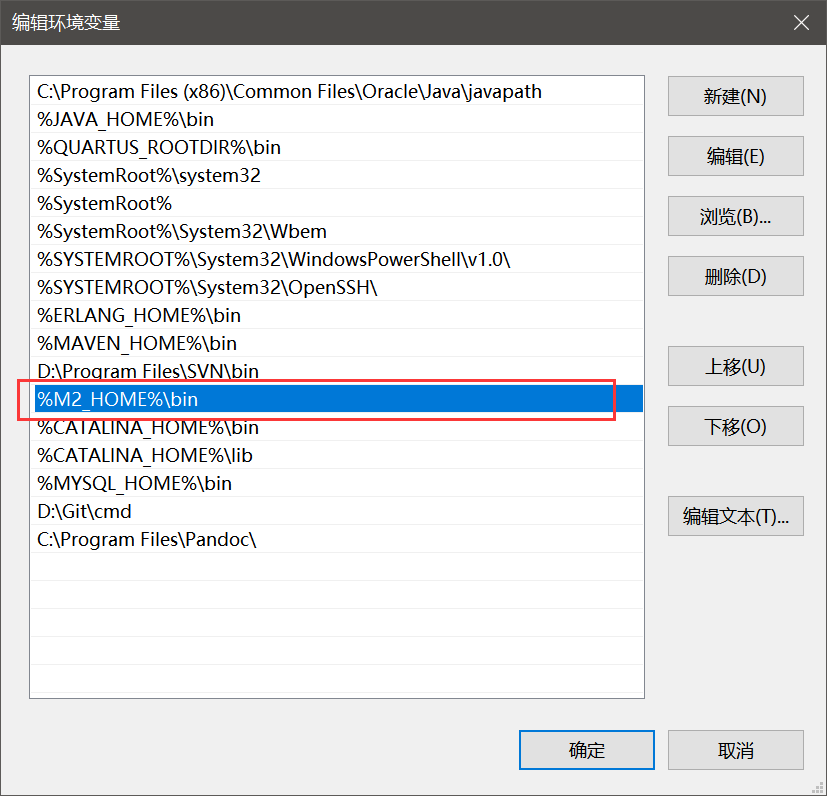 编辑环境变量
C:\Program Files (x86)\Common Files\Oracle\Java\javapath
%JAVA_HOME%\bin
%QUARTUS_ROOTDIR%\bin
%SystemRoot%\system32
%SystemRoot%
%SystemRoot%\System32\Wbem
%SYSTEMROOT%\System32\WindowsPowerShell\v1.0\
%SYSTEMROOT%\System32\OpenSSH\
%ERLANG_HOME%\bin
%MAVEN_HOME%\bin
D:\Program Files\SVN\bin
%M2_HOME%\bin
%CATALINA_HOME%\bin
%CATALINA_HOME%\lib
%MYSQL_HOME%\bin
D:\Git\cmd
C:\Program Files\Pandoc\
新建(N)
编辑(E)
浏览(B)...
删除(D)
上移(U)
下移(O)
编辑文本(T)...
确定
取消